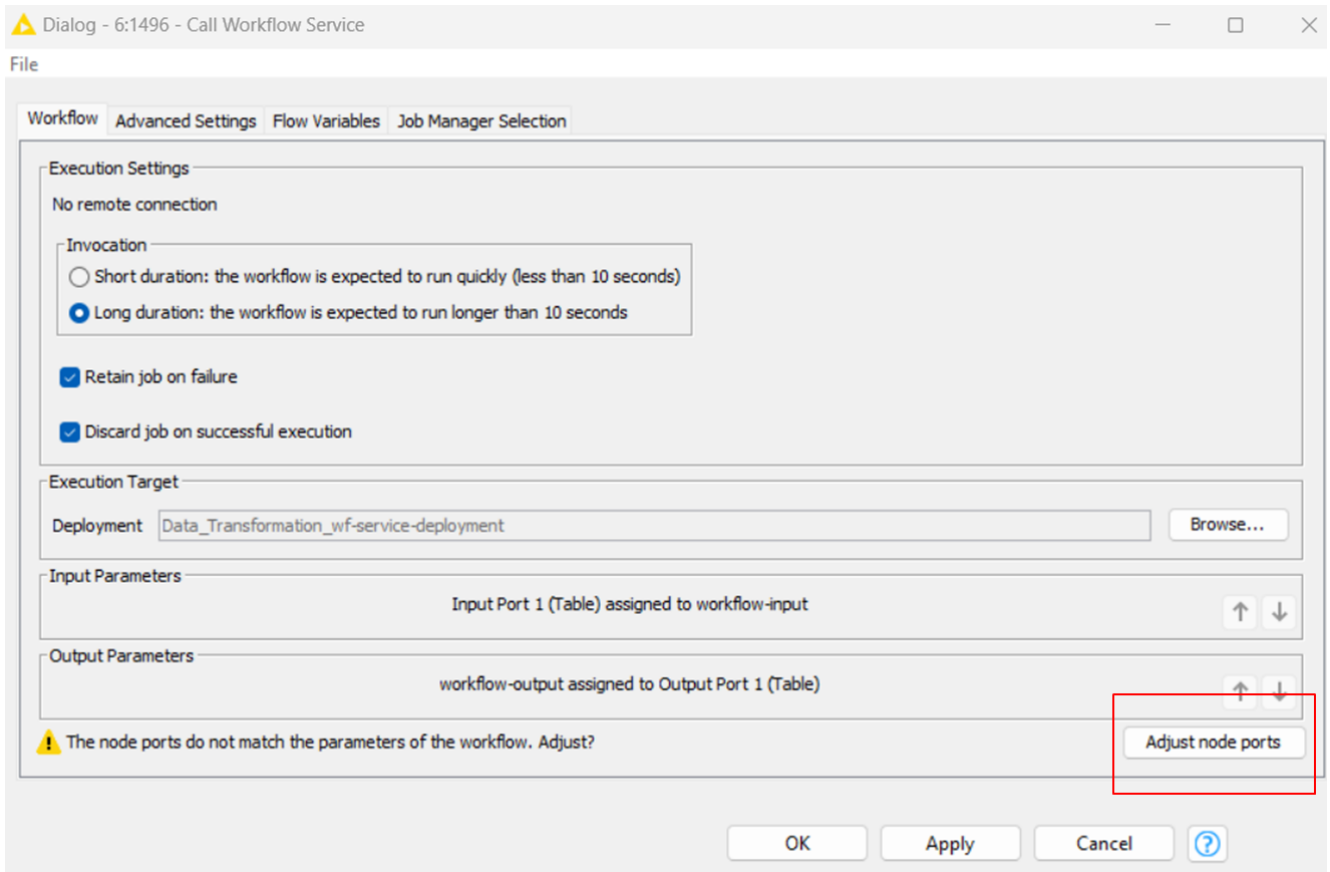 Dialog - 6:1496 - Call Workflow Service
File
Workflow Advanced Settings Flow Variables Job Manager Selection
Execution Settings
No remote connection
Invocation
Short duration: the workflow is expected to run quickly (less than 10 seconds)
Long duration: the workflow is expected to run longer than 10 seconds
Retain job on failure
Discard job on successful execution
Execution Target
Deployment Data_Transformation_wf-service-deployment Browse...
Input Parameters
Input Port 1 (Table) assigned to workflow-input
Output Parameters
workflow-output assigned to Output Port 1 (Table)
The node ports do not match the parameters of the workflow. Adjust? Adjust node ports
OK Apply Cancel ?